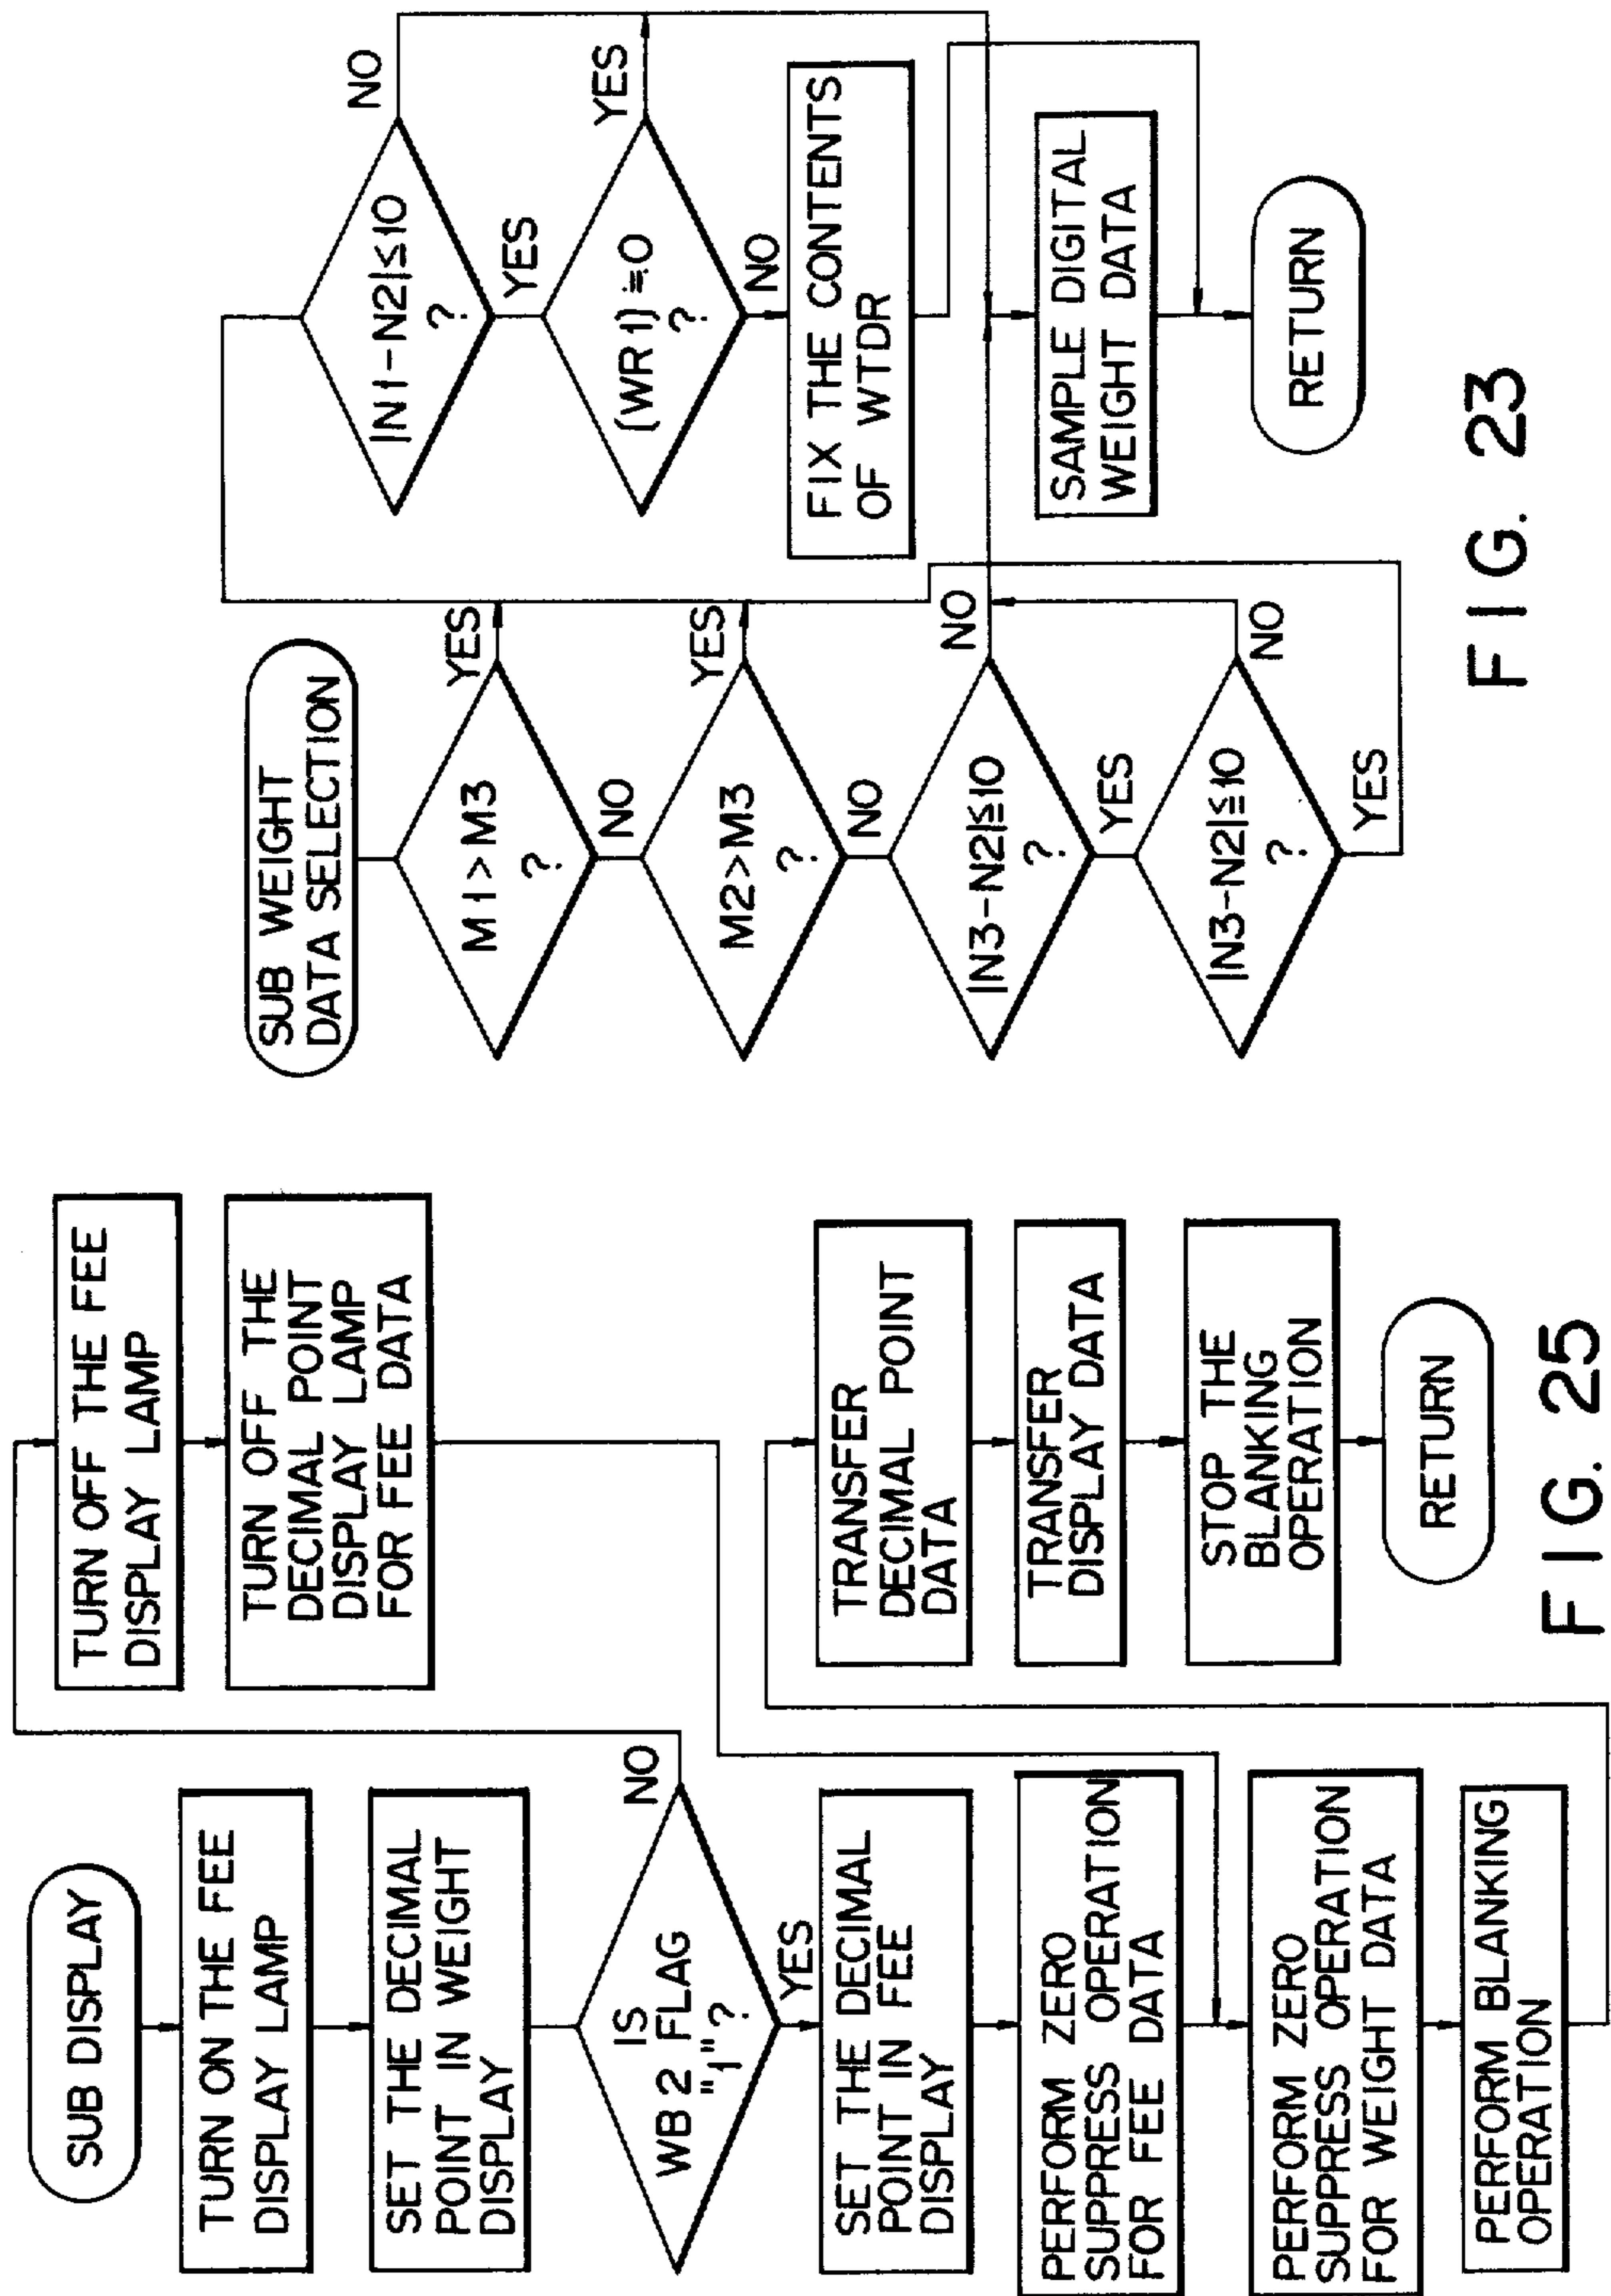 SUB DISPLAY
TURN ON THE FEE
DISPLAY LAMP
SET THE DECIMAL
POINT IN WEIGHT
DISPLAY
IS
WB 2 FLAG
"1"?
NO
YES
SET THE DECIMAL
POINT IN FEE
DISPLAY
PERFORM ZERO
SUPPRESS OPERATION
FOR FEE DATA
PERFORM ZERO
SUPPRESS OPERATION
FOR WEIGHT DATA
PERFORM BLANKING
OPERATION
TURN OFF THE FEE
DISPLAY LAMP
TURN OFF THE
DECIMAL POINT
DISPLAY LAMP
FOR FEE DATA
TRANSFER
DECIMAL POINT
DATA
TRANSFER
DISPLAY DATA
STOP THE
BLANKING
OPERATION
RETURN
FIG. 25
SUB WEIGHT
DATA SELECTION
M1>M3
?
YES
NO
M2>M3
?
YES
NO
|N3-N2|≦10
?
NO
YES
|N3-N2|≦10
?
NO
YES
|N1-N2|≤10
?
NO
YES
(WR1)≒0
?
YES
NO
FIX THE CONTENTS
OF WTDR
SAMPLE DIGITAL
WEIGHT DATA
RETURN
FIG. 23